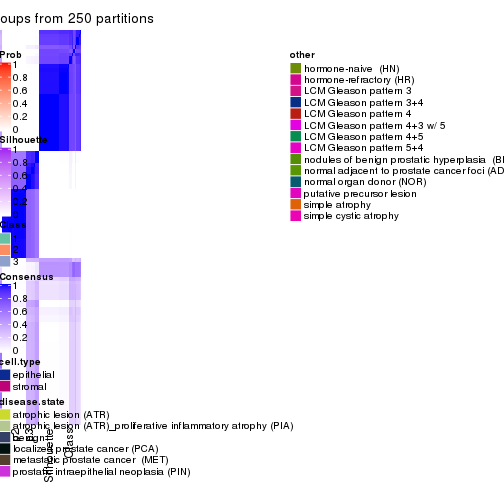 oups from 250 partitions
Prob
1
0.8
0.6
0.4
0.2
0
Silhouette
1
0.8
0.6
0.4
0.2
0
Class
1
2
3
Consensus
1
0.8
0.6
0.4
0.2
0
cell.type
epithelial
stromal
disease.state
atrophic lesion (ATR)
atrophic lesion (ATR)_proliferative inflammatory atrophy (PIA)
benign
localized prostate cancer (PCA)
metastatic prostate cancer (MET)
prostatic intraepithelial neoplasia (PIN)
Silhouette
Class
other
hormone-naive (HN)
hormone-refractory (HR)
LCM Gleason pattern 3
LCM Gleason pattern 3+4
LCM Gleason pattern 4
LCM Gleason pattern 4+3 w/ 5
LCM Gleason pattern 4+5
LCM Gleason pattern 5+4
nodules of benign prostatic hyperplasia (B
normal adjacent to prostate cancer foci (AD
normal organ donor (NOR)
putative precursor lesion
simple atrophy
simple cystic atrophy